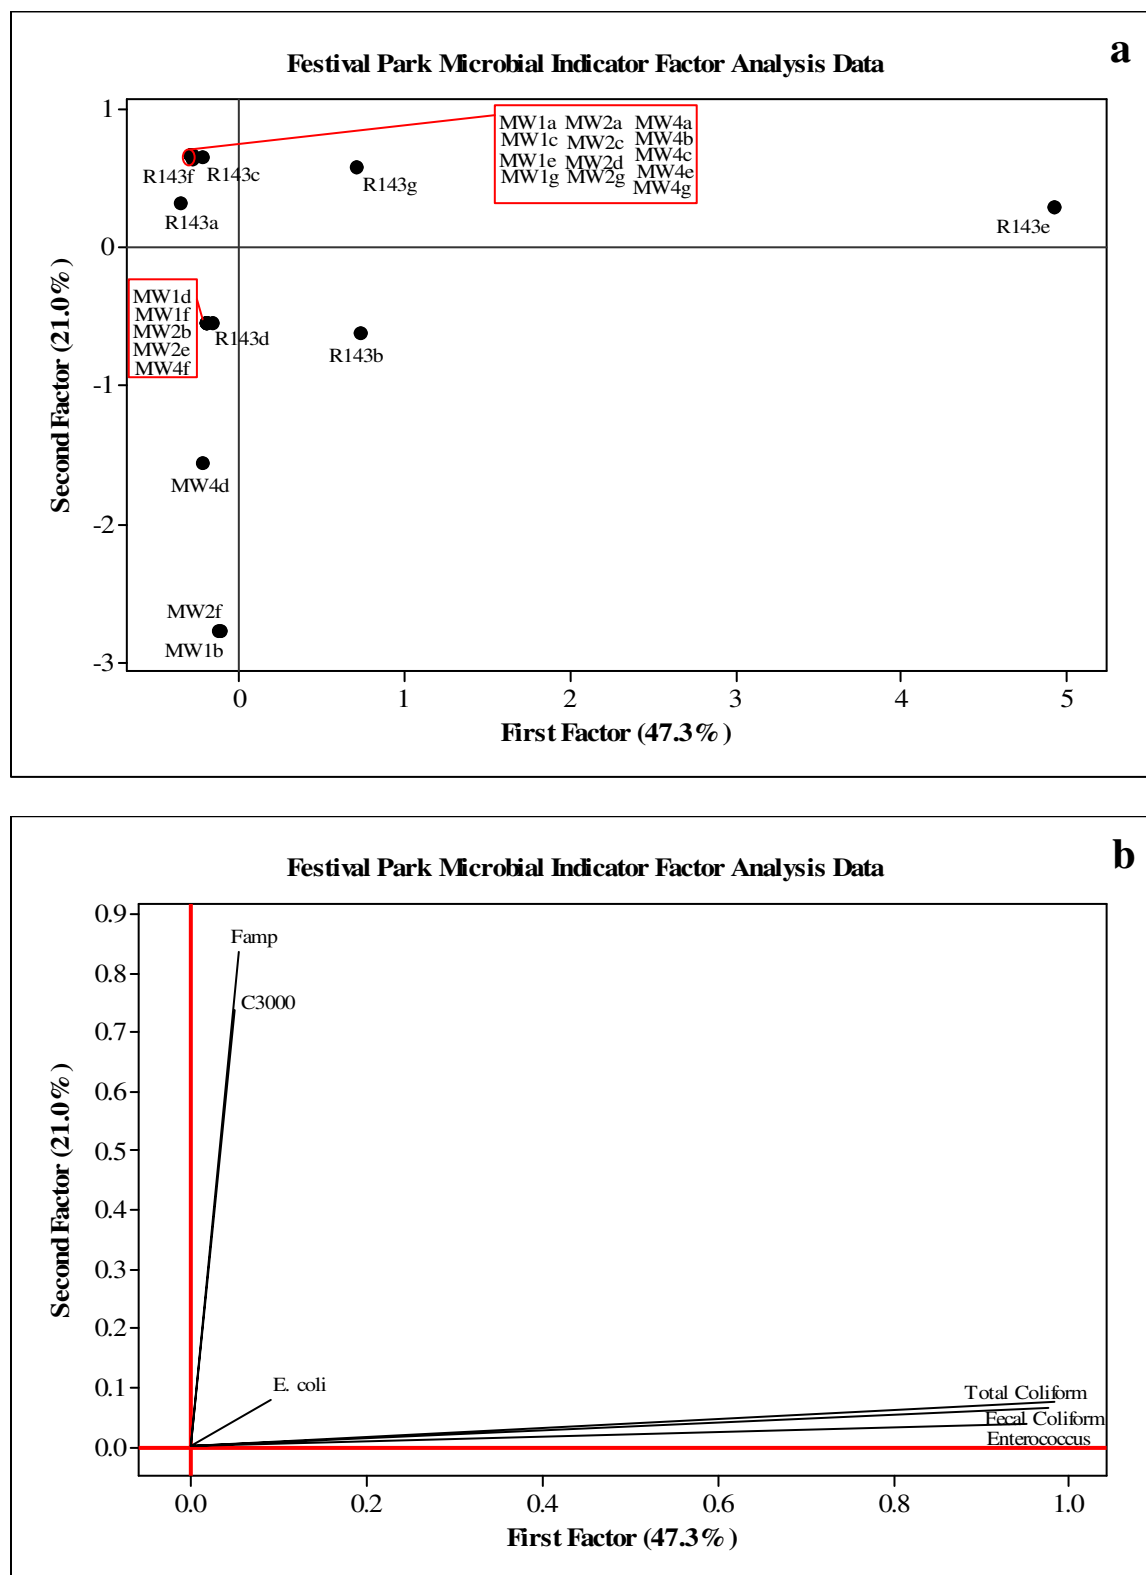 a
Festival Park Microbial Indicator Factor Analysis Data
1
MW1a MW2a MW4a
MW1c MW2c MW4b
MW1e MW2d MW4c
MW1g MW2g MW4e
MW4g
R143f R143c
R143g
R143a
R143e
0
MW1d
MW1f
MW2b
MW2e
MW4f
R143d
R143b
-1
Second Factor (21.0%)
MW4d
-2
MW2f
MW1b
-3
0 1 2 3 4 5
First Factor (47.3%)
b
Festival Park Microbial Indicator Factor Analysis Data
0.9
Famp
0.8
C3000
0.7
0.6
0.5
0.4
0.3
0.2
0.1
0.0
Second Factor (21.0%)
E. coli
Total Coliform
Fecal Coliform
Enterococcus
0.0 0.2 0.4 0.6 0.8 1.0
First Factor (47.3%)